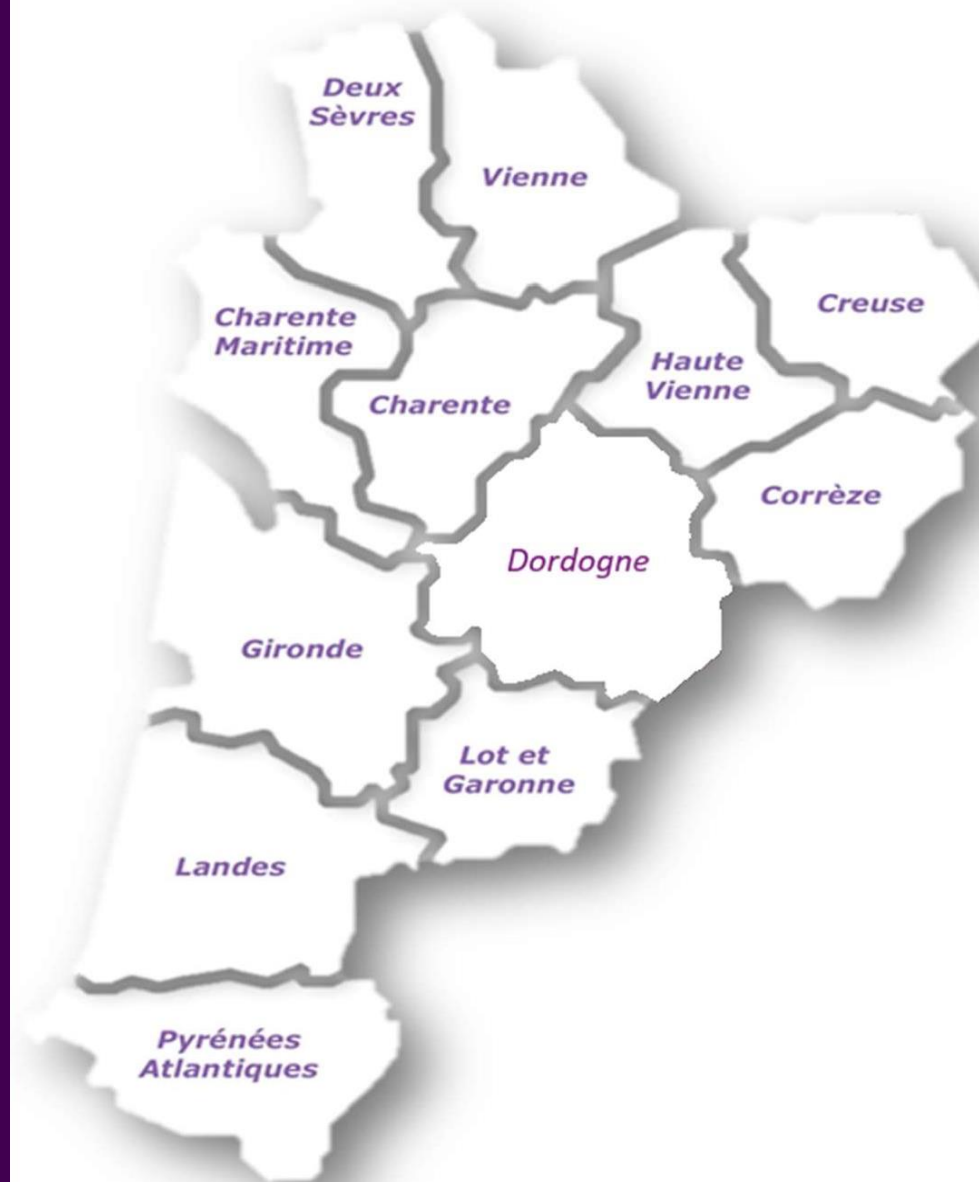 Deux
Sèvres
Vienne
Creuse
Charente
Maritime
Haute
Vienne
Charente
Corrèze
Dordogne
Gironde
Lot et
Garonne
Landes
Pyrénées
Atlantiques